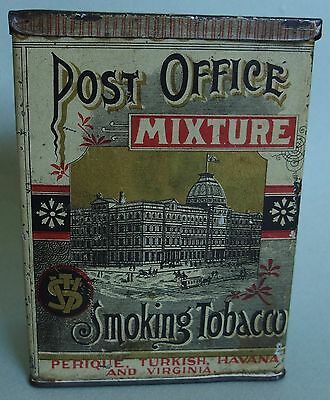 POST OFFICE
MIXTURE
Smoking Tobacco
PERIQUE, TURKISH, HAVANA
AND VIRGINIA.